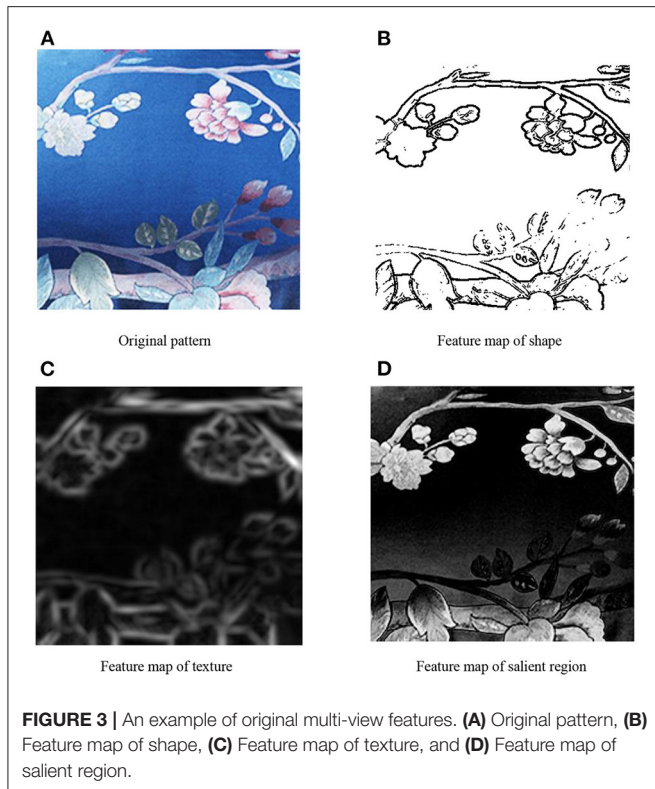 A
B
Original pattern
Feature map of shape
C
D
Feature map of texture
Feature map of salient region
FIGURE 3 | An example of original multi-view features. (A) Original pattern, (B)
Feature map of shape, (C) Feature map of texture, and (D) Feature map of
salient region.